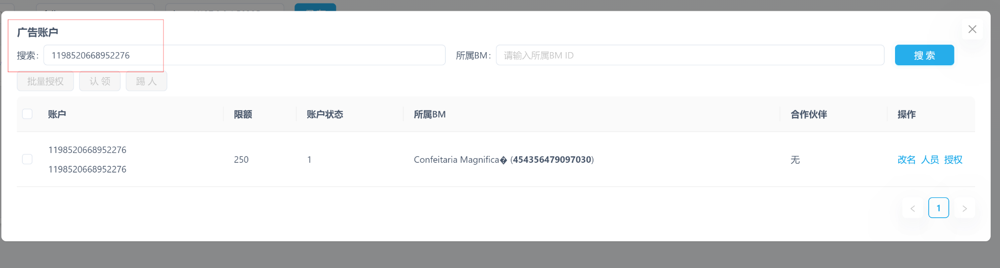 广告账户
搜索: 1198520668952276 所属BM: 请输入所属BM ID 搜 索
批量授权 认 领 踢 人
账户 限额 账户状态 所属BM 合作伙伴 操作
1198520668952276
250 1 Confeitaria Magnifica� (454356479097030) 无 改名 人员 授权
1198520668952276
1